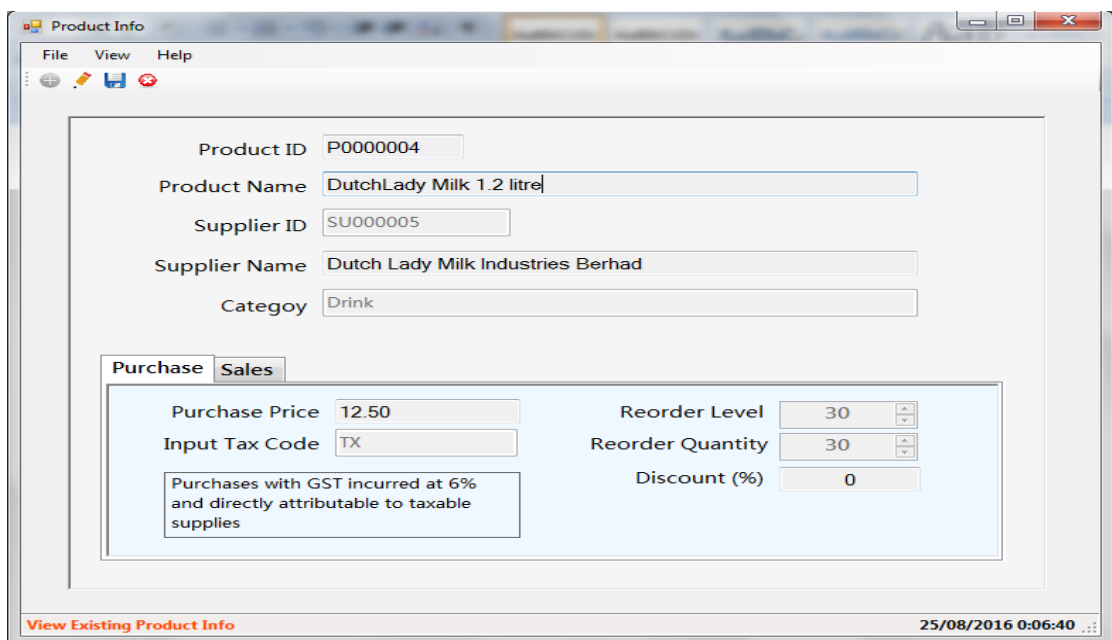 Product Info
File View Help
Product ID P0000004
Product Name DutchLady Milk 1.2 litre
Supplier ID SU000005
Supplier Name Dutch Lady Milk Industries Berhad
Categoy Drink
Purchase Sales
Purchase Price 12.50 Reorder Level 30
Input Tax Code TX Reorder Quantity 30
Discount (%) 0
Purchases with GST incurred at 6%
and directly attributable to taxable
supplies
View Existing Product Info 25/08/2016 0:06:40